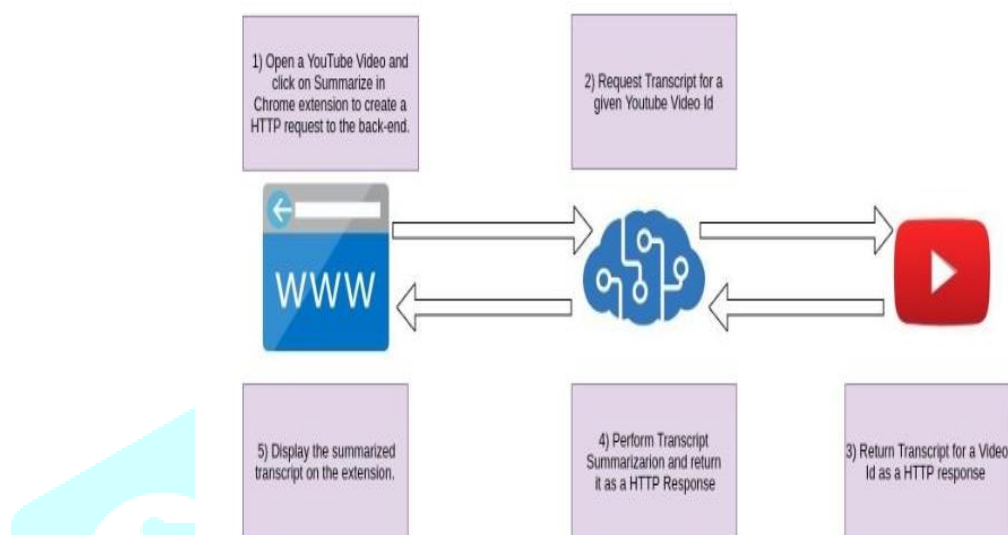 1) Open a YouTube Video and
click on Summarize in
Chrome extension to create a
HTTP request to the back-end.
2) Request Transcript for a
given Youtube Video Id
WWW
5) Display the summarized
transcript on the extension.
4) Perform Transcript
Summarizarion and return
it as a HTTP Response
3) Return Transcript for a Video
Id as a HTTP response